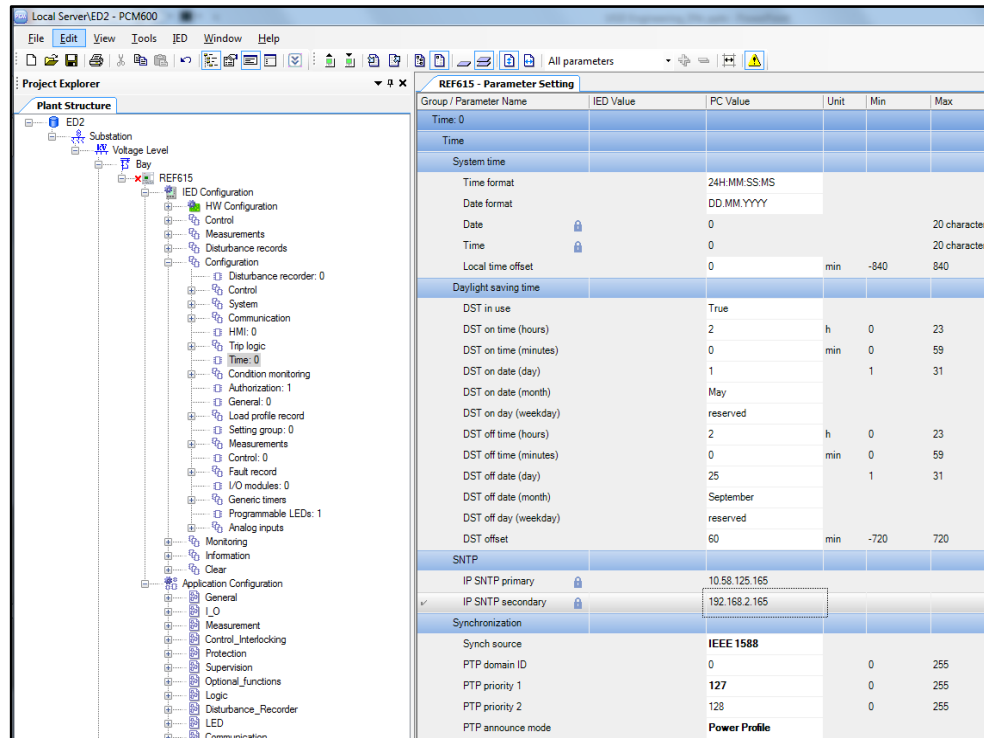 Local Server\ED2 - PCM600
File Edit View Tools IED Window Help
All parameters
Project Explorer
Plant Structure
ED2
Substation
Voltage Level
Bay
REF615
IED Configuration
HW Configuration
Control
Measurements
Disturbance records
Configuration
Disturbance recorder: 0
Control
System
Communication
HMI: 0
Trip logic
Time: 0
Condition monitoring
Authorization: 1
General: 0
Load profile record
Setting group: 0
Measurements
Control: 0
Fault record
I/O modules: 0
Generic timers
Programmable LEDs: 1
Analog inputs
Monitoring
Information
Clear
Application Configuration
General
I_O
Measurement
Control_Interlocking
Protection
Supervision
Optional_functions
Logic
Disturbance_Recorder
LED
Communication
REF615 - Parameter Setting
Group / Parameter Name IED Value PC Value Unit Min Max
Time: 0
Time
System time
Time format 24H:MM:SS:MS
Date format DD.MM.YYYY
Date 0 20 characte
Time 0 20 characte
Local time offset 0 min -840 840
Daylight saving time
DST in use True
DST on time (hours) 2 h 0 23
DST on time (minutes) 0 min 0 59
DST on date (day) 1 1 31
DST on date (month) May
DST on day (weekday) reserved
DST off time (hours) 2 h 0 23
DST off time (minutes) 0 min 0 59
DST off date (day) 25 1 31
DST off date (month) September
DST off day (weekday) reserved
DST offset 60 min -720 720
SNTP
IP SNTP primary 10.58.125.165
IP SNTP secondary 192.168.2.165
Synchronization
Synch source IEEE 1588
PTP domain ID 0 0 255
PTP priority 1 127 0 255
PTP priority 2 128 0 255
PTP announce mode Power Profile